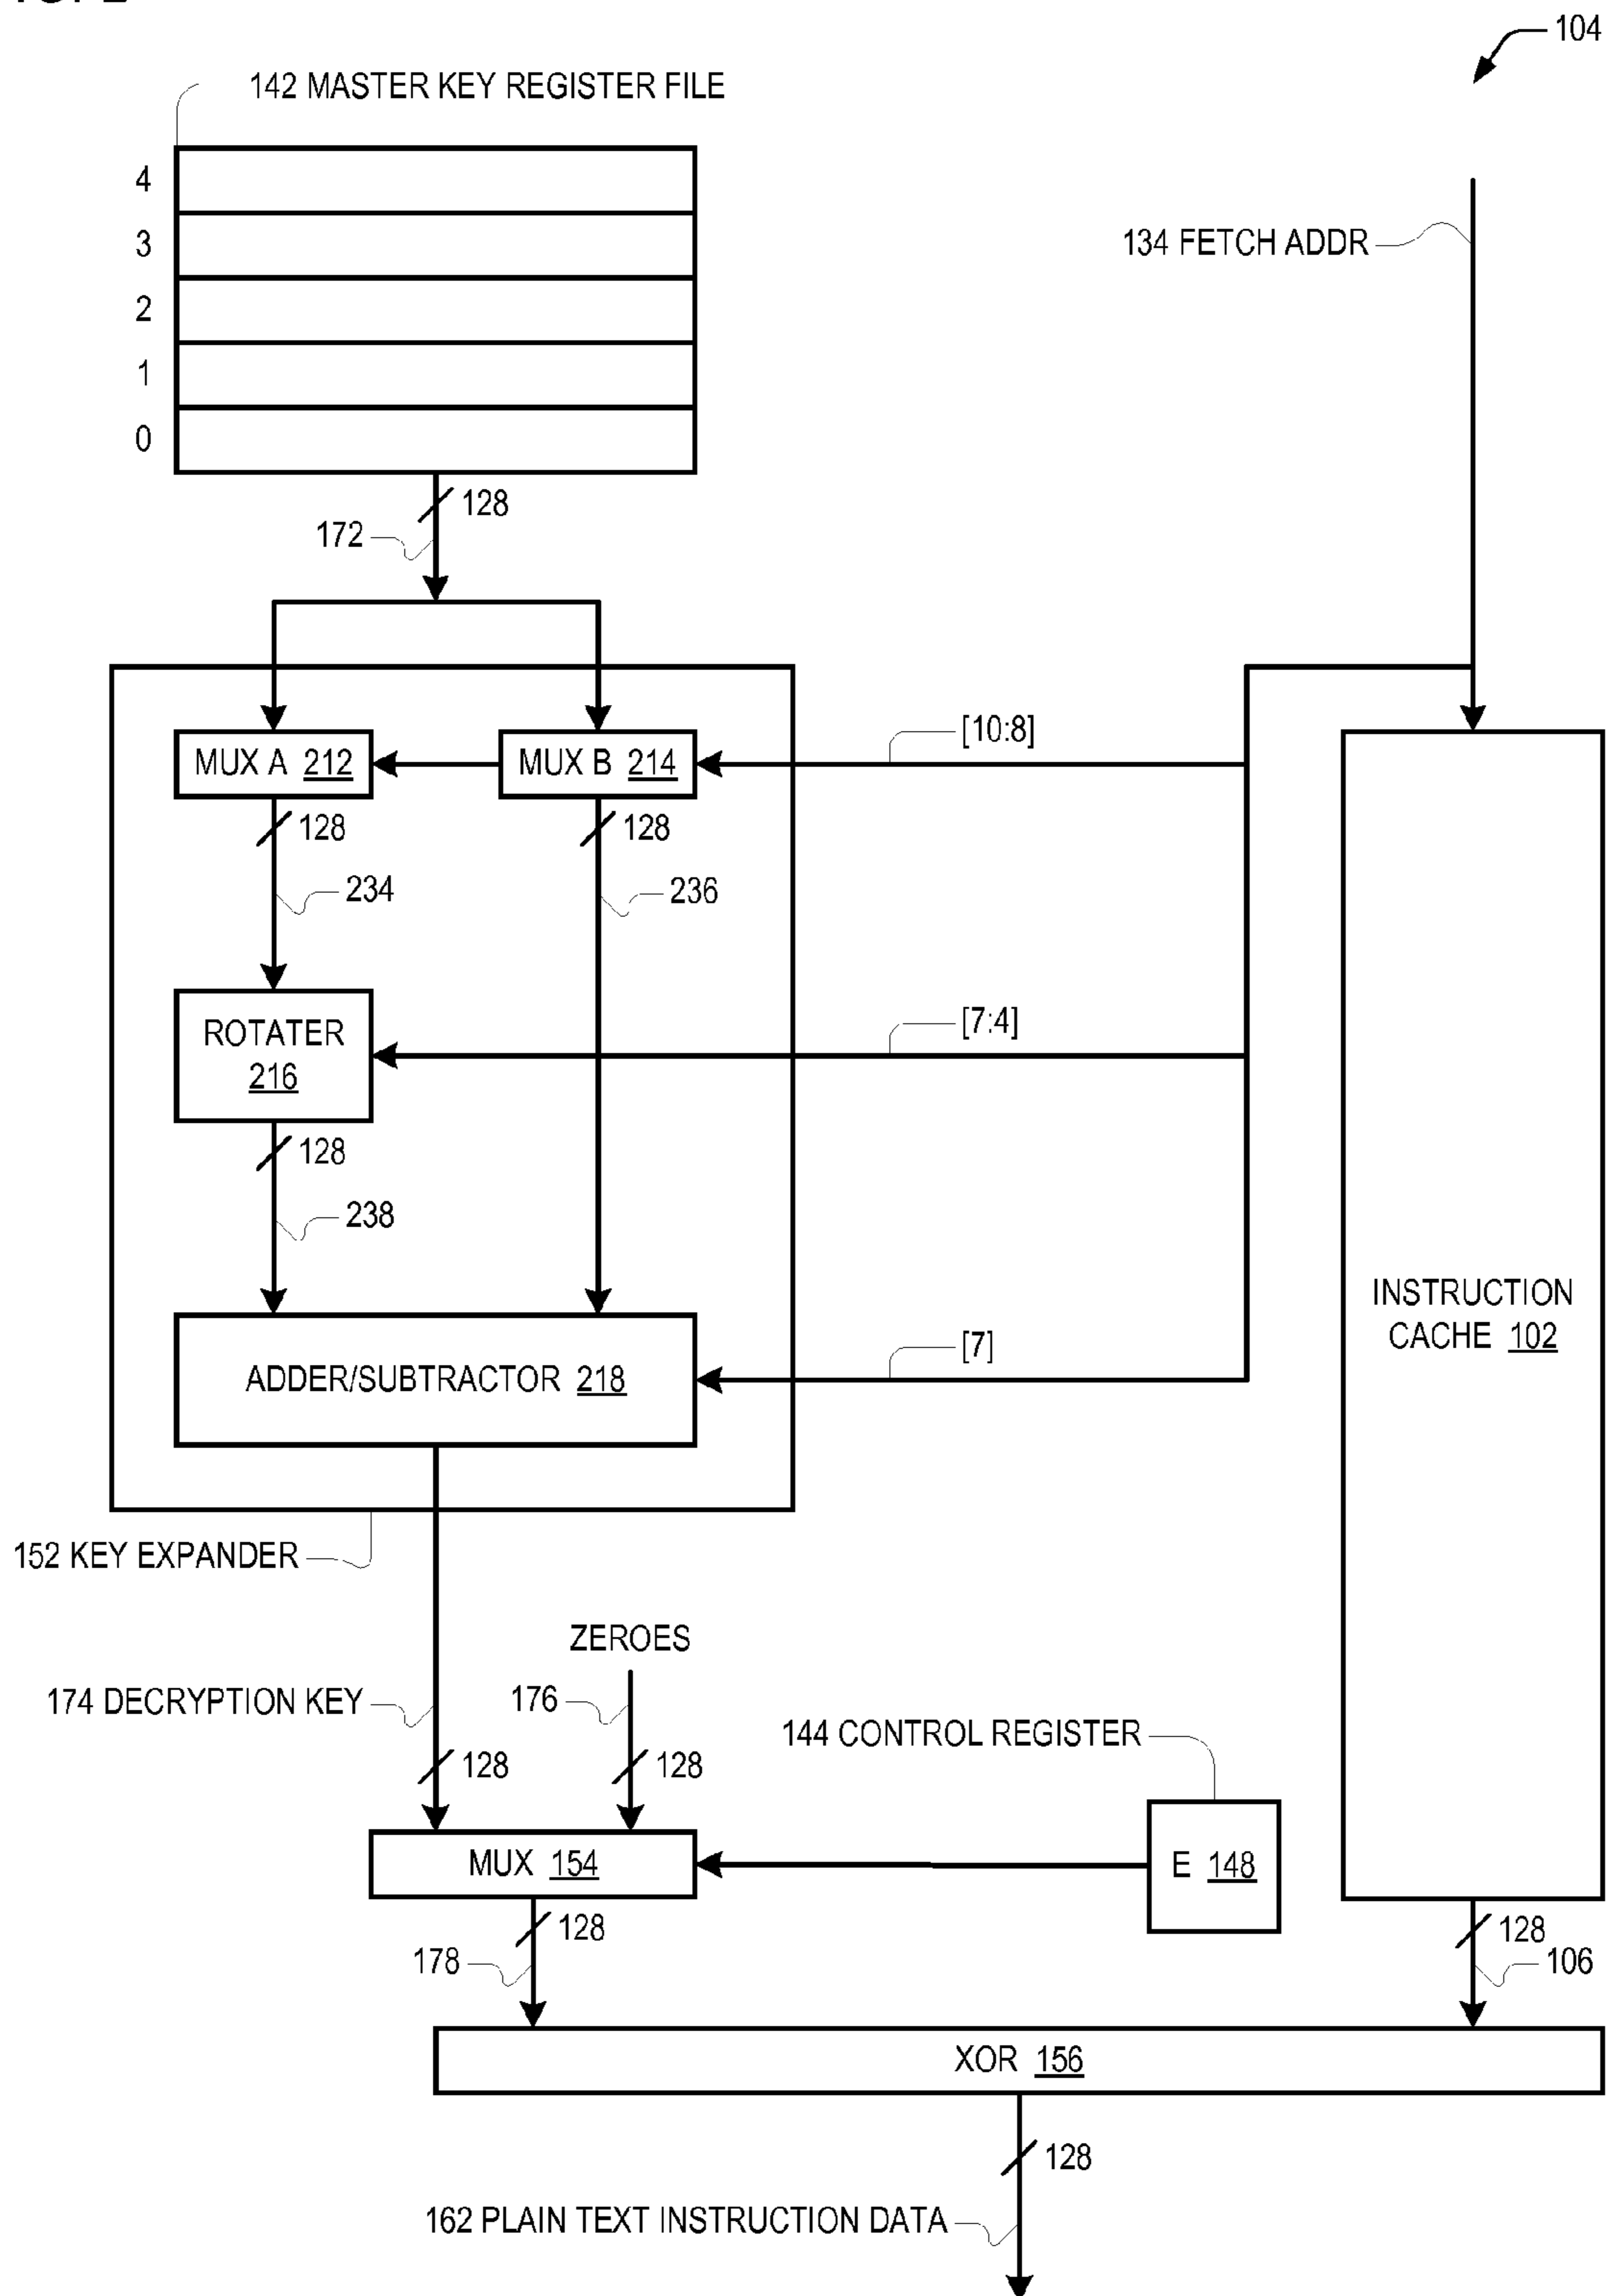 104
142 MASTER KEY REGISTER FILE
4
3
134 FETCH ADDR
2
1
0
128
172
[10:8]
MUX A 212
MUX B 214
128
128
234
236
[7:4]
ROTATER
216
128
238
INSTRUCTION
CACHE 102
[7]
ADDER/SUBTRACTOR 218
152 KEY EXPANDER
ZEROES
174 DECRYPTION KEY
176
144 CONTROL REGISTER
128
128
MUX 154
E 148
128
178
128
106
XOR 156
128
162 PLAIN TEXT INSTRUCTION DATA